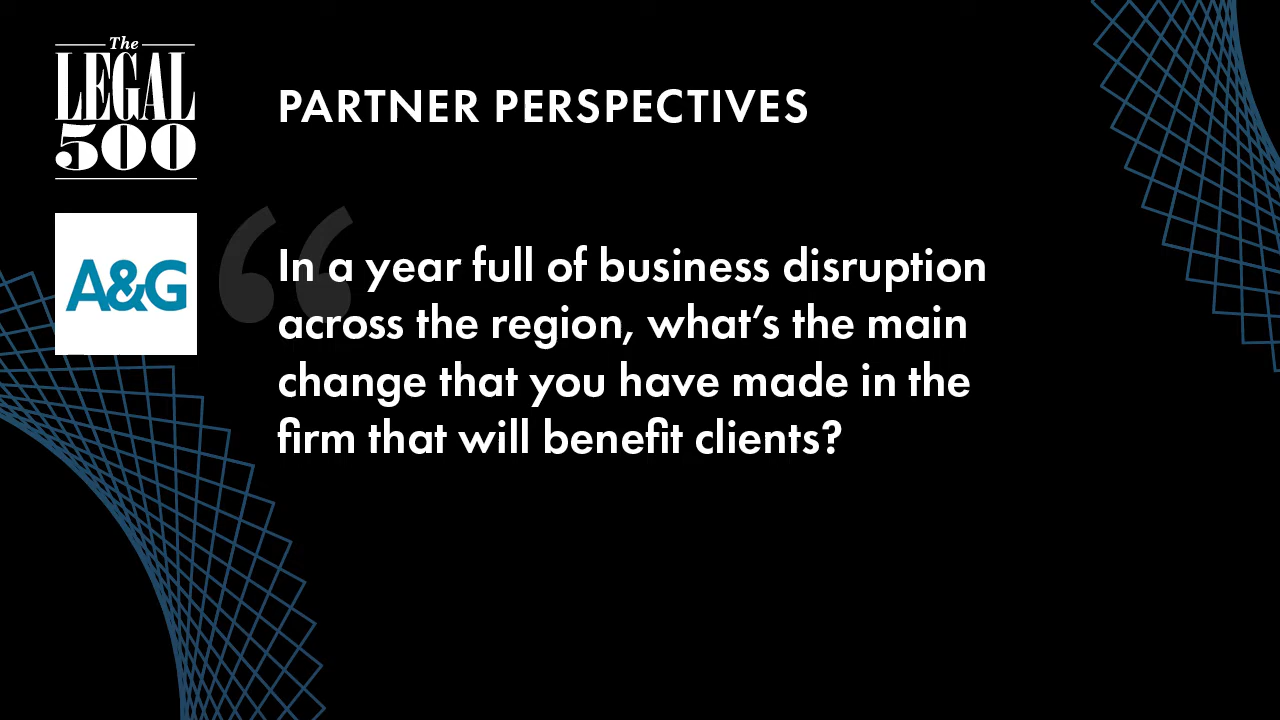 The
LEGAL
500
PARTNER PERSPECTIVES
A&G
“
In a year full of business disruption
across the region, what’s the main
change that you have made in the
firm that will benefit clients?